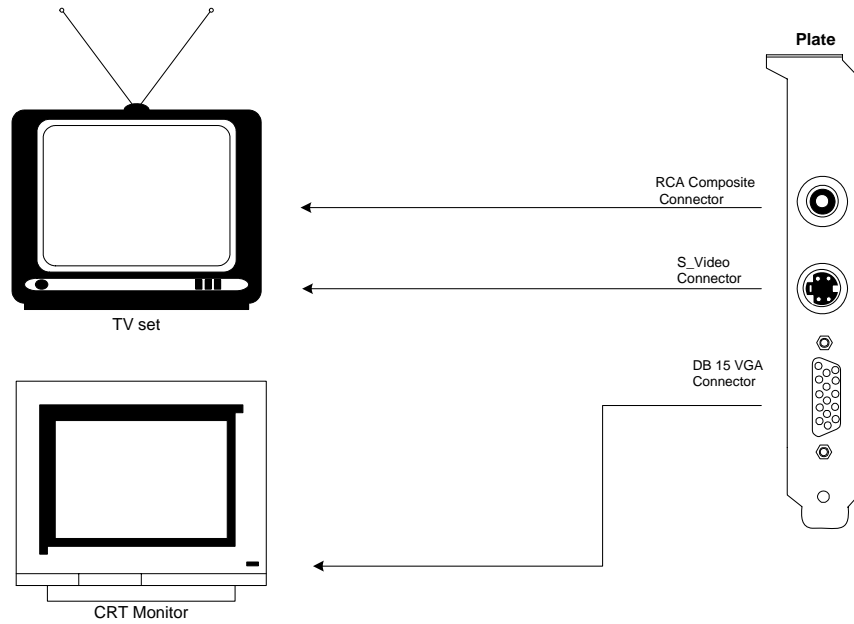 Plate
RCA Composite
Connector
S_Video
Connector
TV set
DB 15 VGA
Connector
CRT Monitor